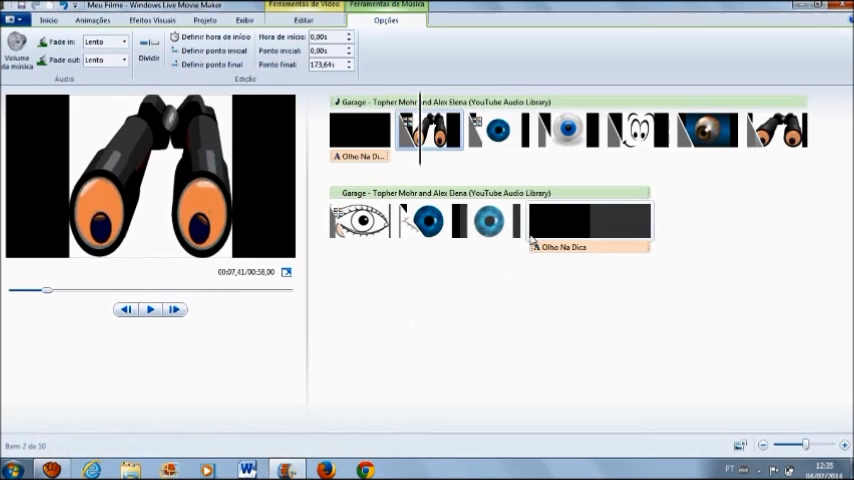 Meu Filme - Windows Live Movie Maker
Ferramentas de Vídeo
Ferramentas de Música
Início
Animações
Efeitos Visuais
Projeto
Exibir
Editar
Opções
Volume da música
Fade in: Lento
Fade out: Lento
Áudio
Dividir
Definir hora de início
Definir ponto inicial
Definir ponto final
Hora de início: 0,00s
Ponto inicial: 0,00s
Ponto final: 173,64s
Edição
Garage - Topher Mohr and Alex Elena (YouTube Audio Library)
A Olho Na Di...
Garage - Topher Mohr and Alex Elena (YouTube Audio Library)
A Olho Na Dica
00:07,41/00:58,00
Item 2 de 10
PT
12:35
04/07/2014